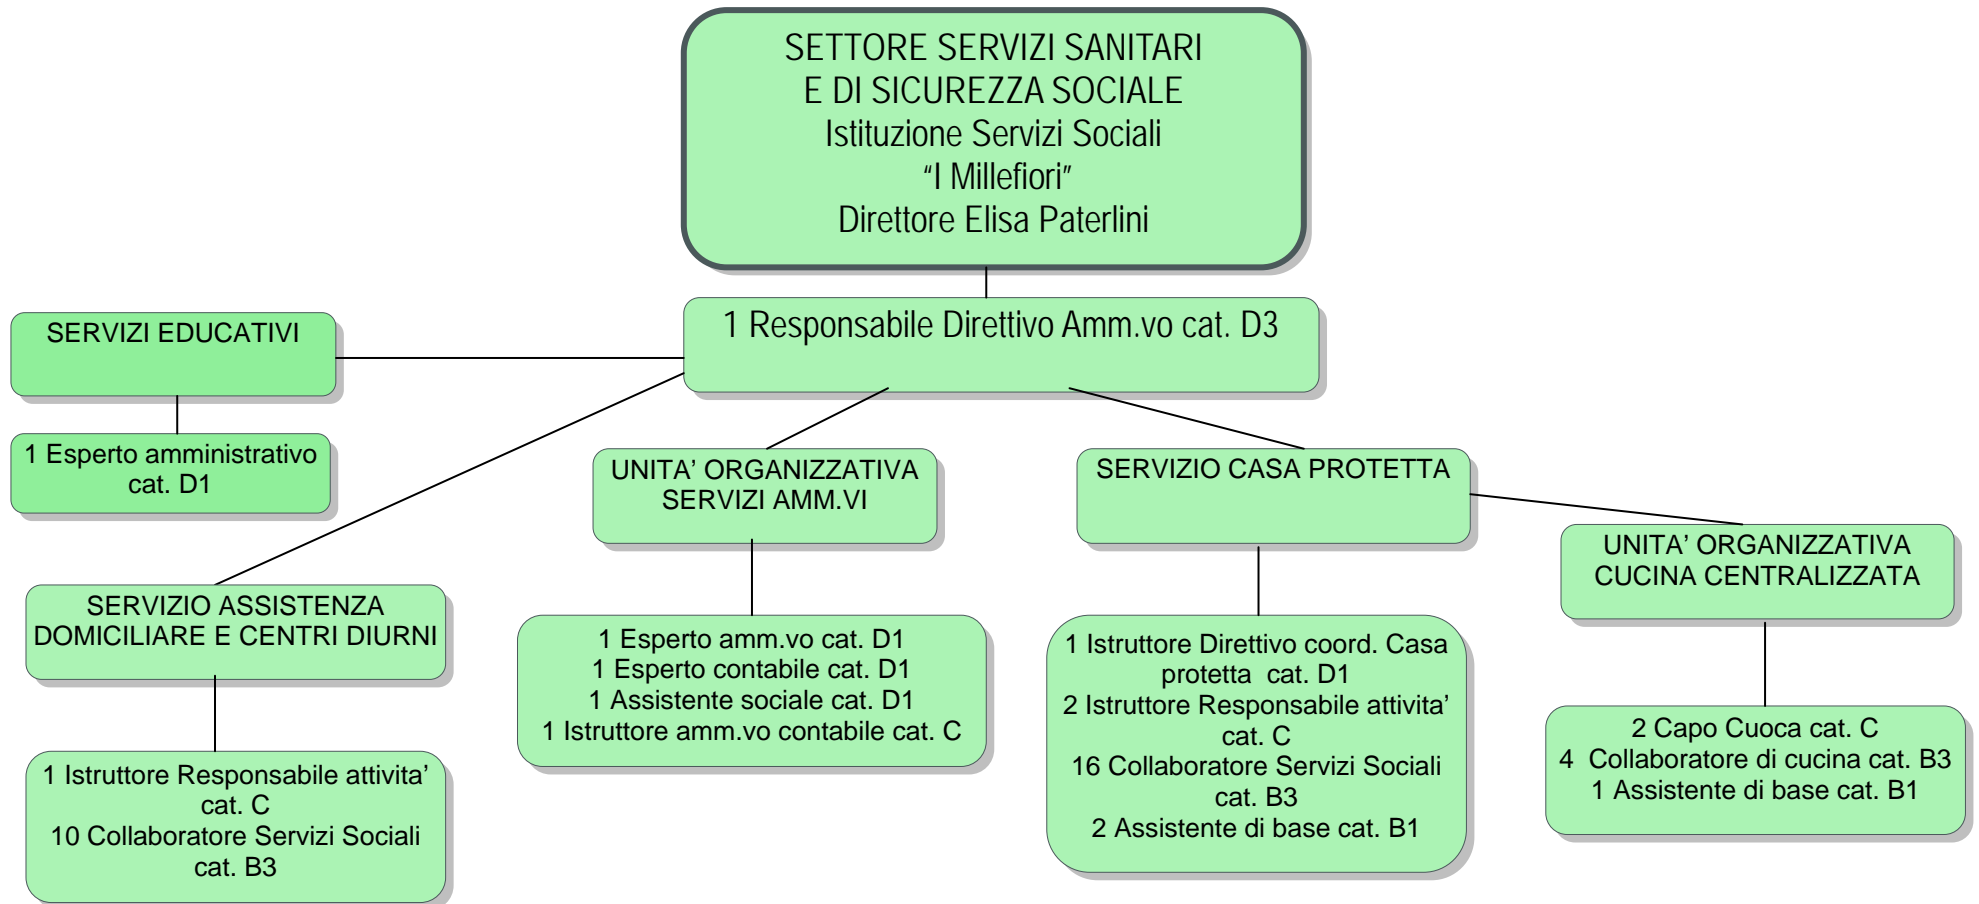 SETTORE SERVIZI SANITARI
E DI SICUREZZA SOCIALE
Istituzione Servizi Sociali
“I Millefiori”
Direttore Elisa Paterlini
1 Responsabile Direttivo Amm.vo cat. D3
SERVIZI EDUCATIVI
1 Esperto amministrativo
cat. D1
SERVIZIO ASSISTENZA
DOMICILIARE E CENTRI DIURNI
1 Istruttore Responsabile attivita’
cat. C
10 Collaboratore Servizi Sociali
cat. B3
UNITA’ ORGANIZZATIVA
SERVIZI AMM.VI
1 Esperto amm.vo cat. D1
1 Esperto contabile cat. D1
1 Assistente sociale cat. D1
1 Istruttore amm.vo contabile cat. C
SERVIZIO CASA PROTETTA
1 Istruttore Direttivo coord. Casa
protetta  cat. D1
2 Istruttore Responsabile attivita’
cat. C
16 Collaboratore Servizi Sociali
cat. B3
2 Assistente di base cat. B1
UNITA’ ORGANIZZATIVA
CUCINA CENTRALIZZATA
2 Capo Cuoca cat. C
4  Collaboratore di cucina cat. B3
1 Assistente di base cat. B1